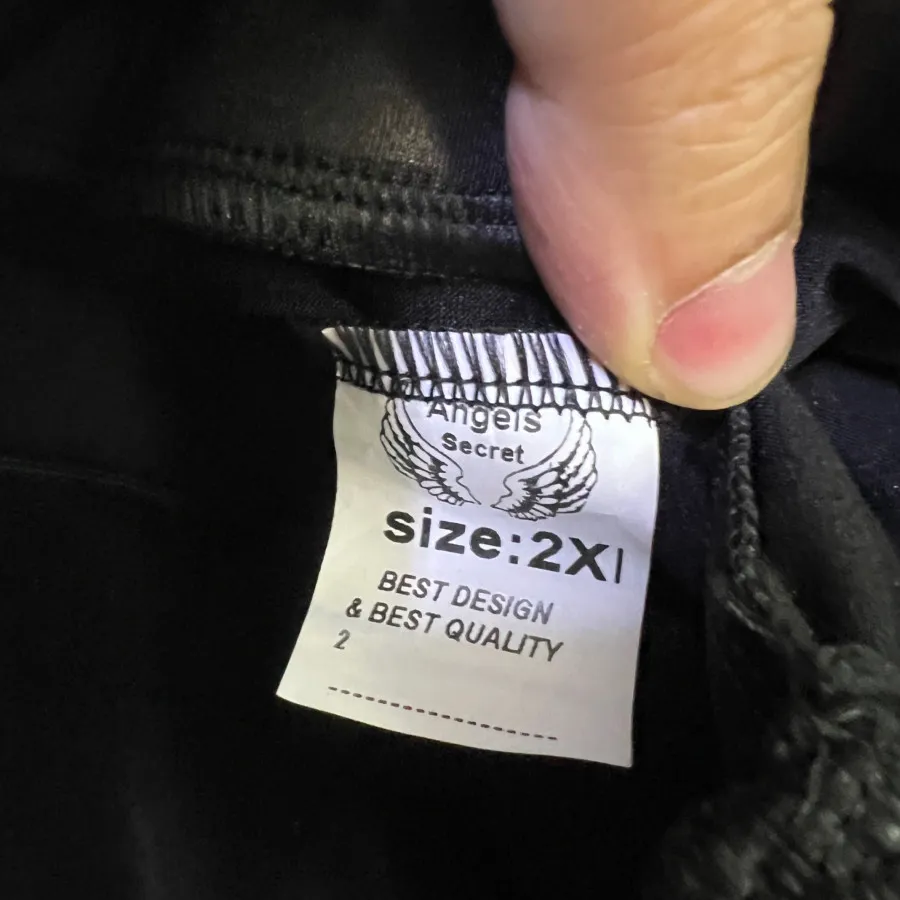 Angels
Secret
size:2Xl
BEST DESIGN
& BEST QUALITY
2